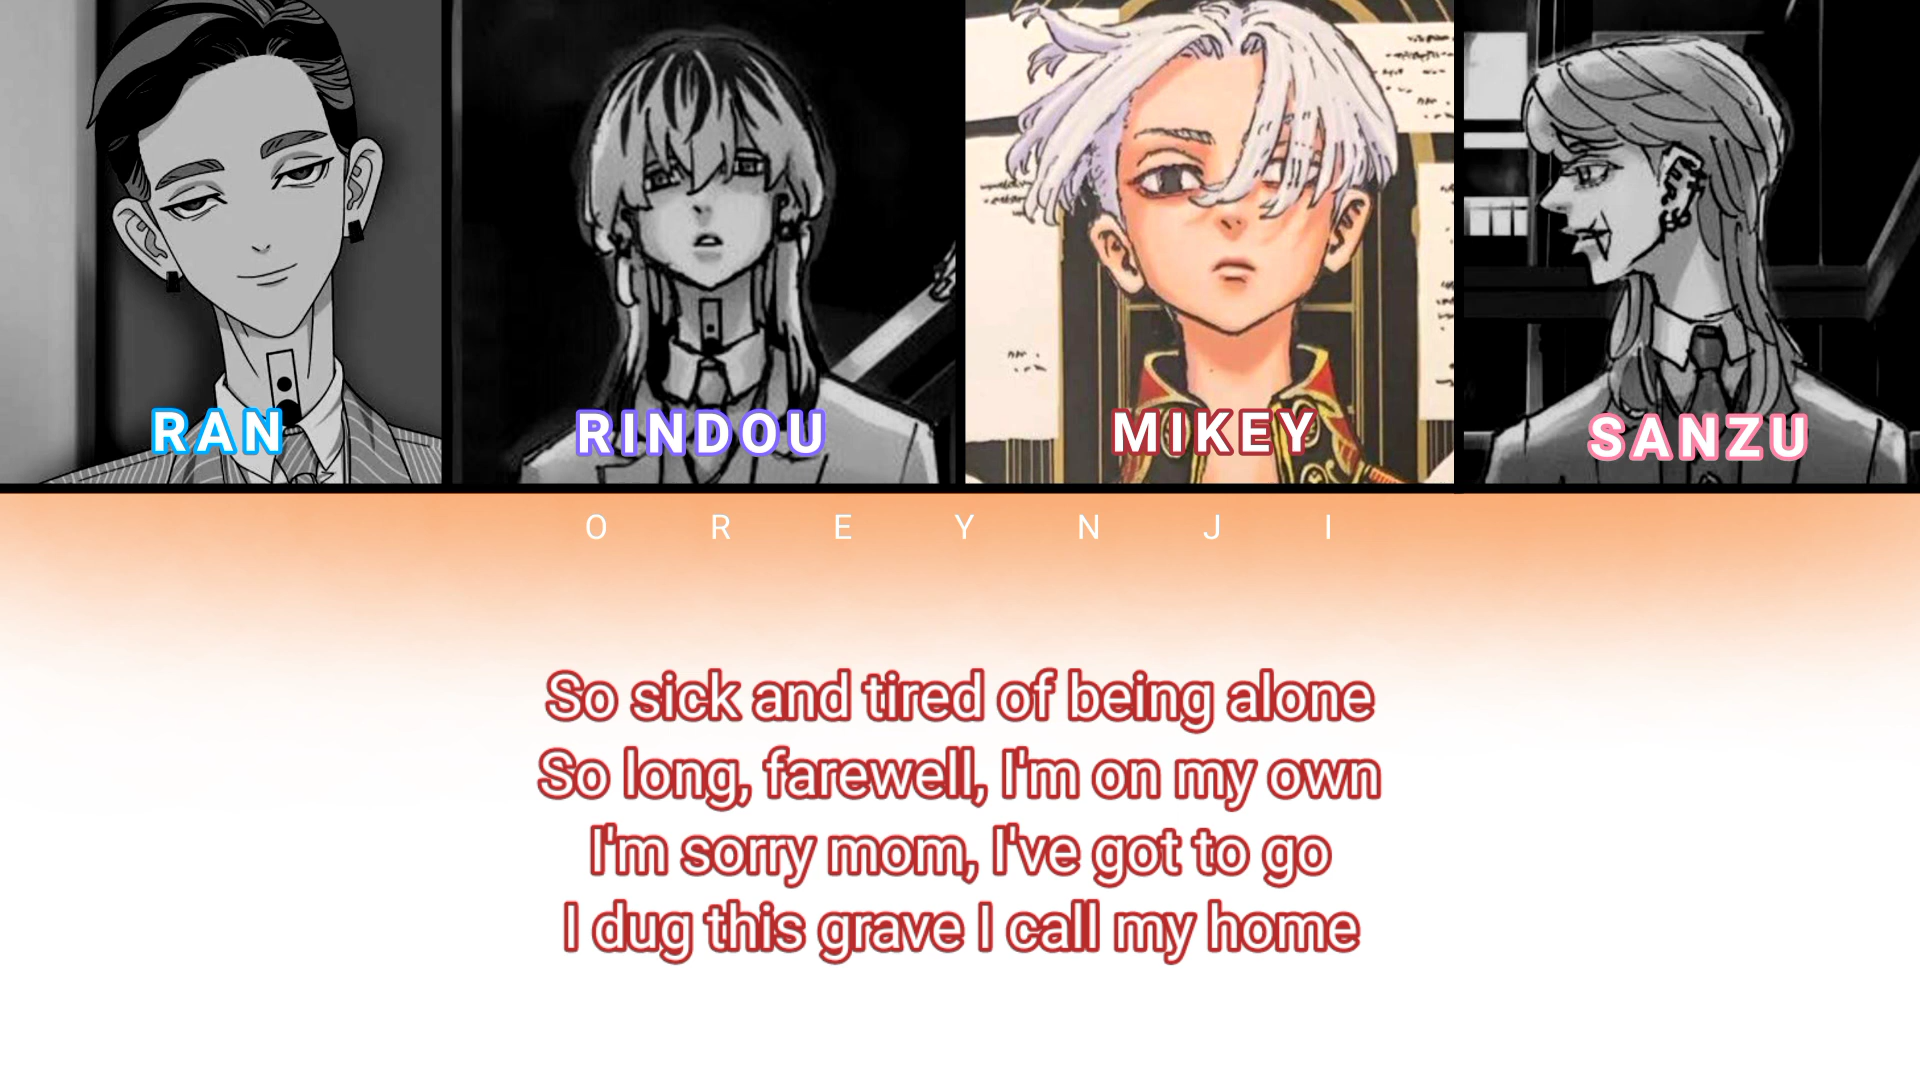 RAN
RINDOU
MIKEY
SANZU
OREYNJI
So sick and tired of being alone
So long, farewell, I'm on my own
I'm sorry mom, I've got to go
I dug this grave I call my home